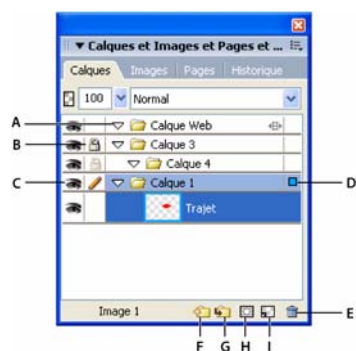 ▼ Calques et Images et Pages et ...
Calques Images Pages Historique
100 Normal
A Calque Web
B Calque 3
Calque 4
C Calque 1 D
Trajet
Image 1 E
F G H I